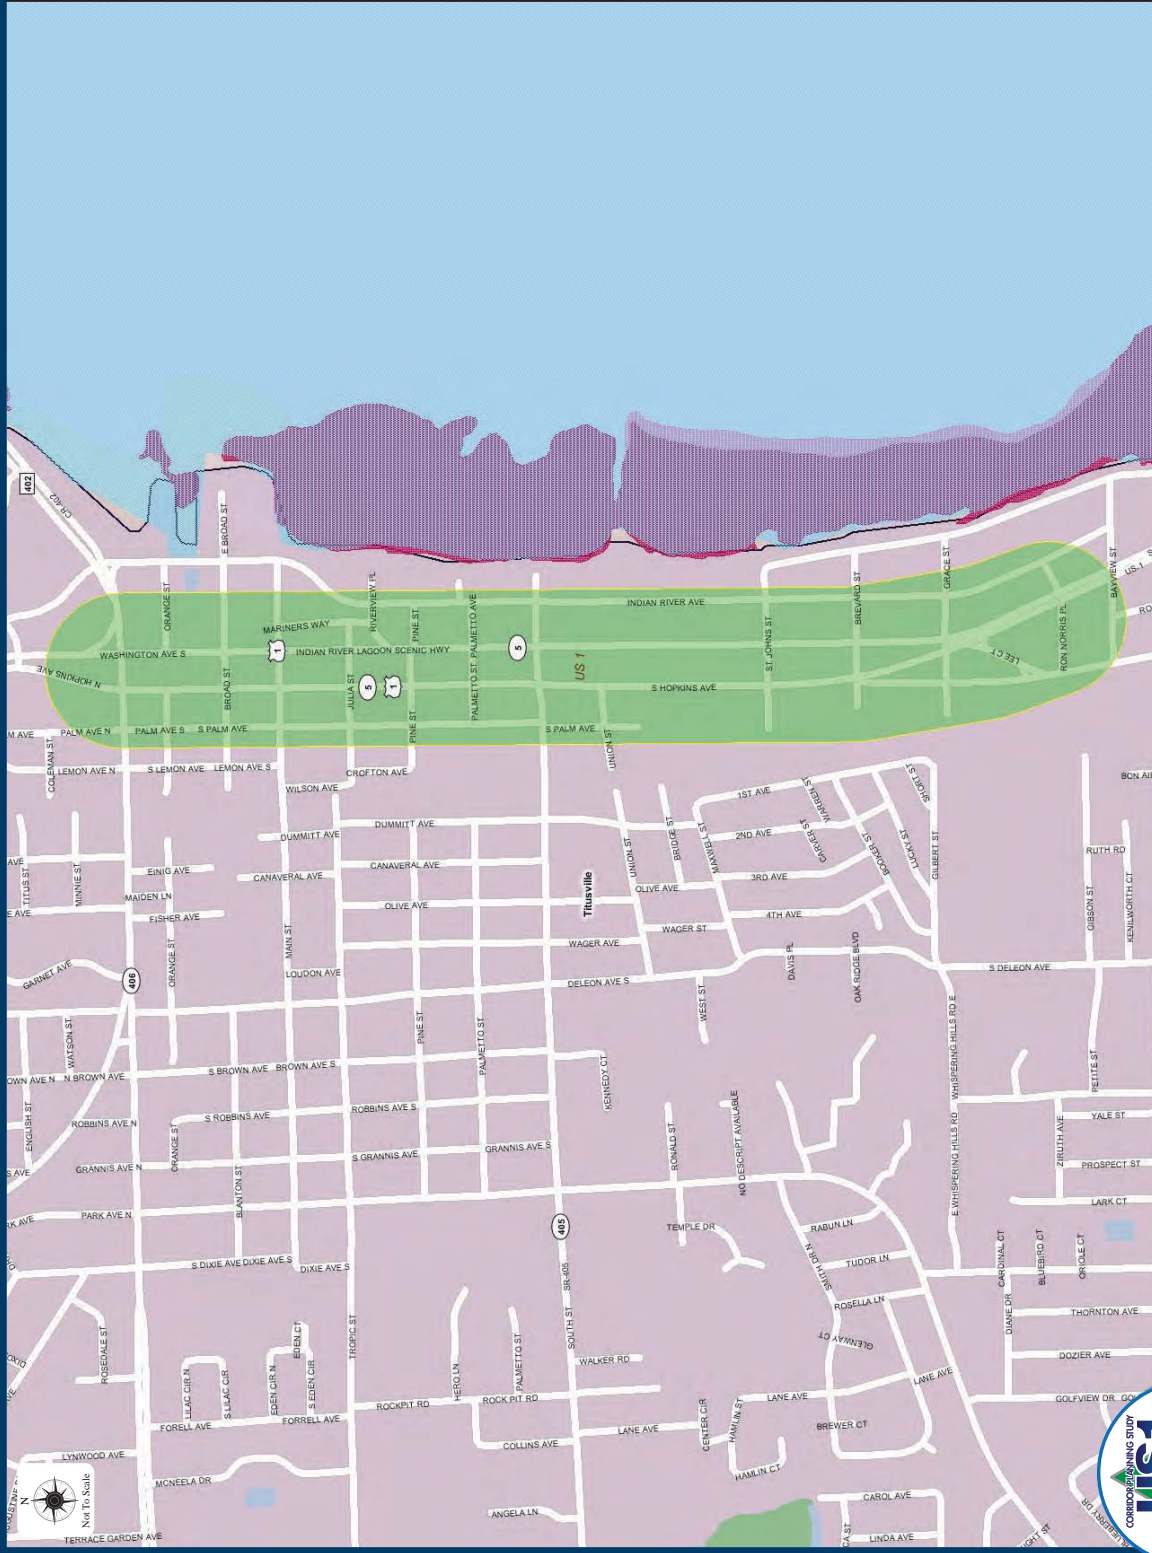 402
CR 402
E BROAD ST
ORANGE ST
RIVERVIEW PL
MARINERS WAY
PINE ST
PALMETTO AVE
INDIAN RIVER AVE
ST JOHNS ST
BREVARD ST
GRACE ST
BAYVIEW ST
US-1
WASHINGTON AVE S
1
INDIAN RIVER LAGOON SCENIC HWY
5
US 1
LEE CT
RON NORRIS PL
N HOPKINS AVE
BROAD ST
JULIA ST
5
1
PALMETTO ST
S HOPKINS AVE
PALM AVE N
PALM AVE S
S PALM AVE
PINE ST
S PALM AVE
UNION ST
COLEMAN ST
LEMON AVE N
S LEMON AVE
LEMON AVE S
WILSON AVE
CROFTON AVE
1ST AVE
WARREN ST
SHORT ST
BON AI
DUMMITT AVE
DUMMITT AVE
UNION ST
BRIDGE ST
MAXWELL ST
2ND AVE
CARVER ST
BOOKER ST
LUCKY ST
GILBERT ST
RUTH RD
TITUS ST
MINNIE ST
EINIG AVE
CANAVERAL AVE
CANAVERAL AVE
3RD AVE
MAIDEN LN
FISHER AVE
OLIVE AVE
Titusville
OLIVE AVE
4TH AVE
GIBSON ST
KENILWORTH CT
GARNET AVE
406
ORANGE ST
MAIN ST
LOUDON AVE
WAGER AVE
WAGER ST
DAVIS PL
OAK RIDGE BLVD
S DELEON AVE
DELEON AVE S
WEST ST
WATSON ST
PINE ST
PALMETTO ST
E WHISPERING HILLS RD
WHISPERING HILLS RD E
PETITE ST
OWN AVE N
N BROWN AVE
S BROWN AVE
BROWN AVE S
KENNEDY CT
ENGLISH ST
ROBBINS AVE N
S ROBBINS AVE
ROBBINS AVE S
RONALD ST
NO DESCRIPT AVAILABLE
ZIRUTH AVE
YALE ST
S AVE
GRANNIS AVE N
ORANGE ST
BLANTON ST
S GRANNIS AVE
GRANNIS AVE S
PROSPECT ST
PARK AVE N
405
TEMPLE DR
RABUN LN
LARK CT
S DIXIE AVE
DIXIE AVE S
DIXIE AVE S
SR 405
SMITH DR N
TUDOR LN
CARDINAL CT
BLUEBIRD CT
ORIOLE CT
ROSEDALE ST
EDEN CT
TROPIC ST
HERO LN
PALMETTO ST
SOUTH ST
WALKER RD
ROSELLA LN
GLENWAY CT
DIANE DR
THORNTON AVE
DOZIER AVE
LILAC CIR N
S LILAC CIR
EDEN CIR N
S EDEN CIR
ROCKPIT RD
ROCK PIT RD
LANE AVE
LANE AVE
GOLFVIEW DR
FORELL AVE
FORRELL AVE
COLLINS AVE
LANE AVE
CENTER CIR
HAMLIN ST
BREWER CT
LYNWOOD AVE
MCNEELA DR
HAMLIN CT
ANGELA LN
CAROL AVE
LINDA AVE
TERRACE GARDEN AVE
N
Not To Scale
CORRIDOR PLANNING STUDY